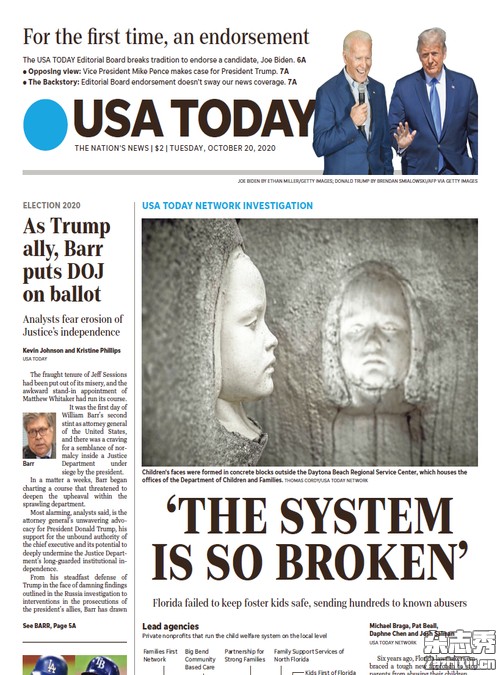 For the first time, an endorsement
The USA TODAY Editorial Board breaks tradition to endorse a candidate, Joe Biden. 6A
• Opposing view: Vice President Mike Pence makes case for President Trump. 7A
• The Backstory: Editorial Board endorsement doesn't sway our news coverage. 7A
USA TODAY
THE NATION'S NEWS | $2 | TUESDAY, OCTOBER 20, 2020
JOE BIDEN BY ETHAN MILLER/GETTY IMAGES; DONALD TRUMP BY BRENDAN SMIALOWSKI/AFP VIA GETTY IMAGES
ELECTION 2020
As Trump
ally, Barr
puts DOJ
on ballot
Analysts fear erosion of
Justice's independence
Kevin Johnson and Kristine Phillips
USA TODAY
The fraught tenure of Jeff Sessions
had been put out of its misery, and the
awkward stand-in appointment of
Matthew Whitaker had run its course.
It was the first day of
William Barr's second
stint as attorney general
of the United States,
and there was a craving
for a semblance of nor-
malcy inside a Justice
Department under
siege by the president.
Barr
In a matter a weeks, Barr began
charting a course that threatened to
deepen the upheaval within the
sprawling department.
Most alarming, analysts said, is the
attorney general's unwavering advo-
cacy for President Donald Trump, his
support for the unbound authority of
the chief executive and its potential to
deeply undermine the Justice Depart-
ment's long-guarded institutional in-
dependence.
From his steadfast defense of
Trump in the face of damning findings
outlined in the Russia investigation to
interventions in the prosecutions of
the president's allies, Barr has drawn
See BARR, Page 5A
USA TODAY NETWORK INVESTIGATION
Children's faces were formed in concrete blocks outside the Daytona Beach Regional Service Center, which houses the
offices of the Department of Children and Families. THOMAS CORDY/USA TODAY NETWORK
'THE SYSTEM
IS SO BROKEN'
Florida failed to keep foster kids safe, sending hundreds to known abusers
Lead agencies
Private nonprofits that run the child welfare system on the local level
Families First
Network
Big Bend
Community
Based Care
Partnership for
Strong Families
Family Support Services of
North Florida
Kids First of Florida
Michael Braga, Pat Beall,
Daphne Chen and Josh Salman
USA TODAY NETWORK
Six years ago, Florida lawmakers
braced a tough new
杂志秀